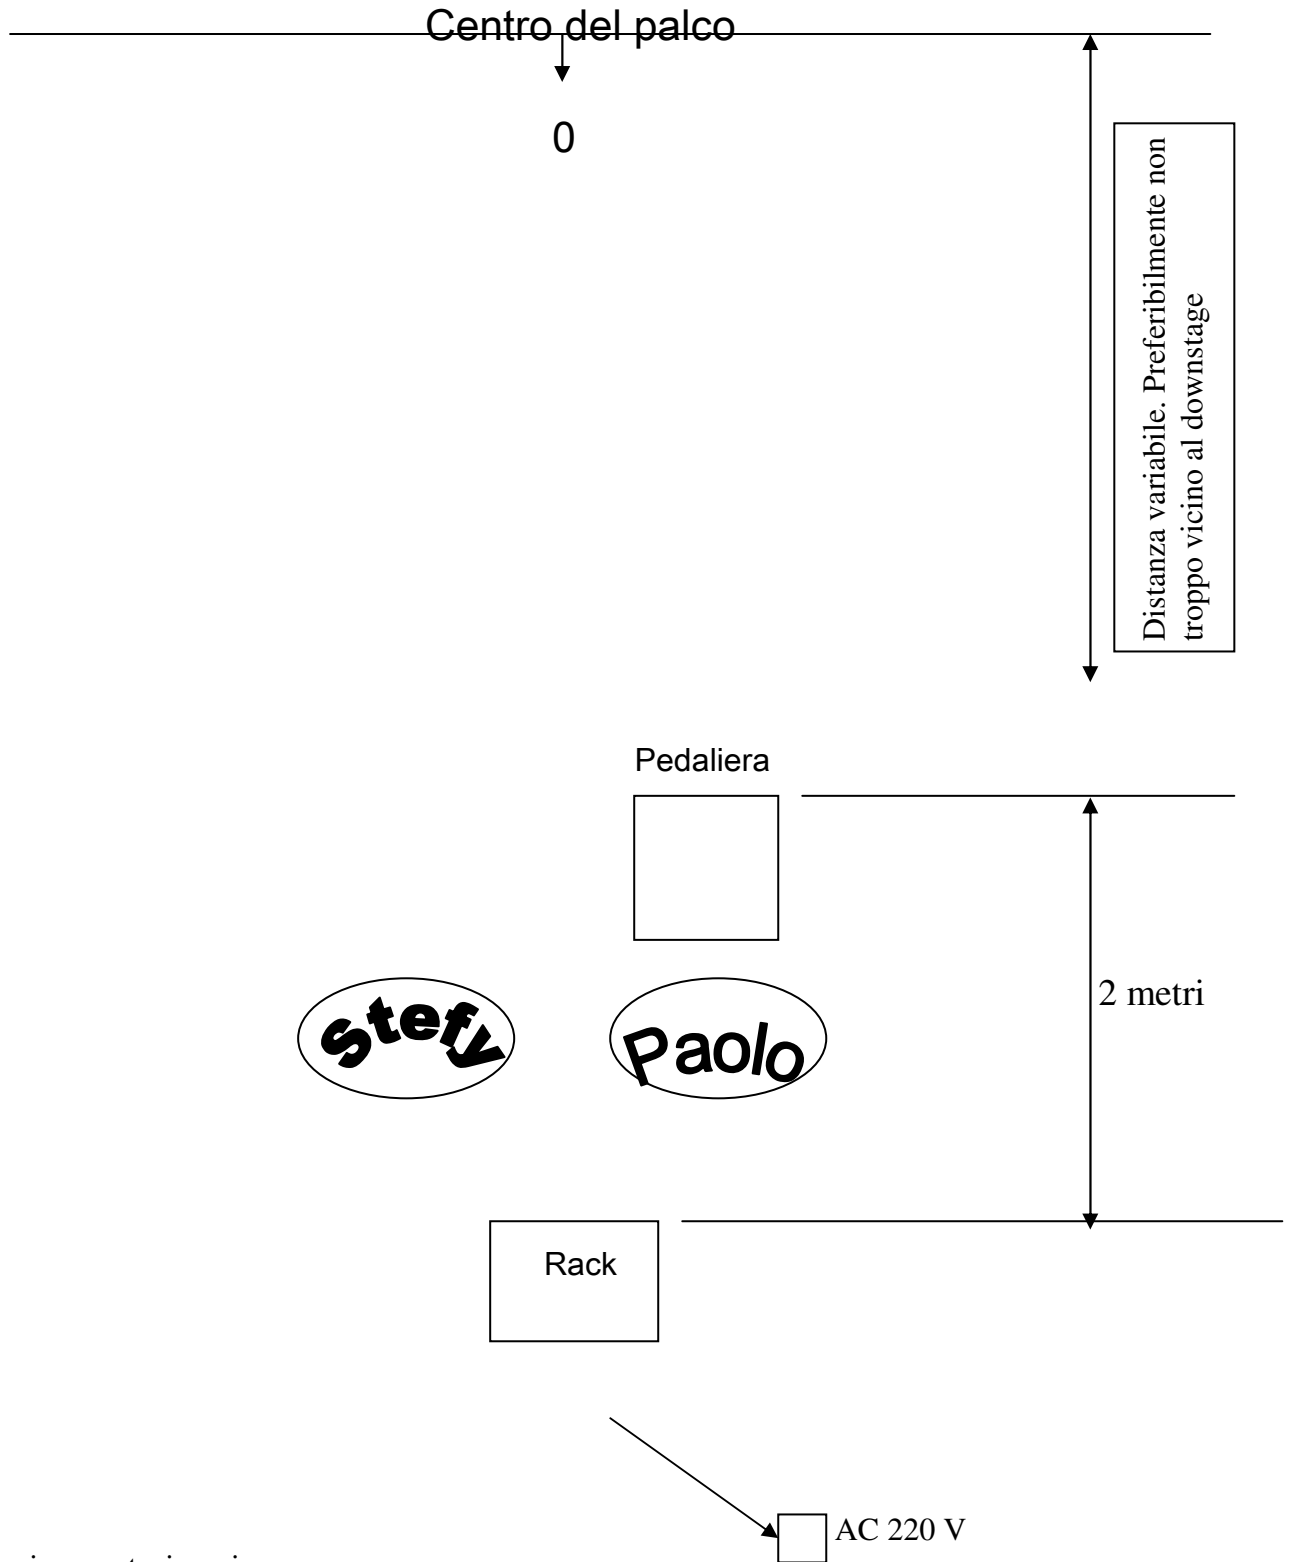 Centro del palco
0
Distanza variabile. Preferibilmente non
troppo vicino al downstage
Pedaliera
2 metri
Stefy
Paolo
Rack
AC 220 V